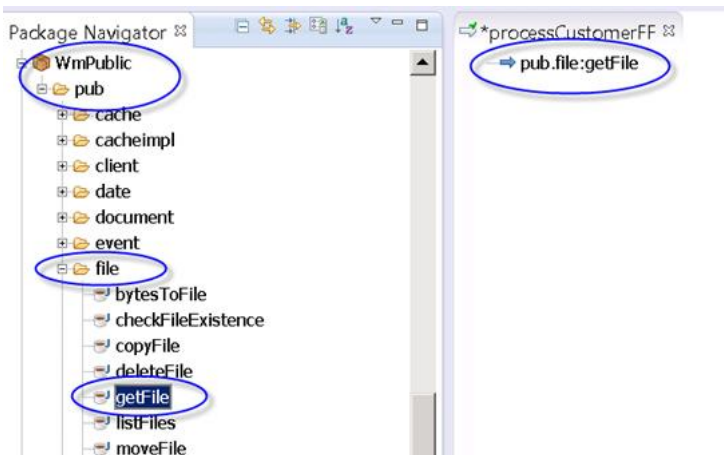 Package Navigator
WmPublic
pub
cache
cacheimpl
client
date
document
event
file
bytesToFile
checkFileExistence
copyFile
deleteFile
getFile
listFiles
moveFile
*processCustomerFF
pub.file:getFile